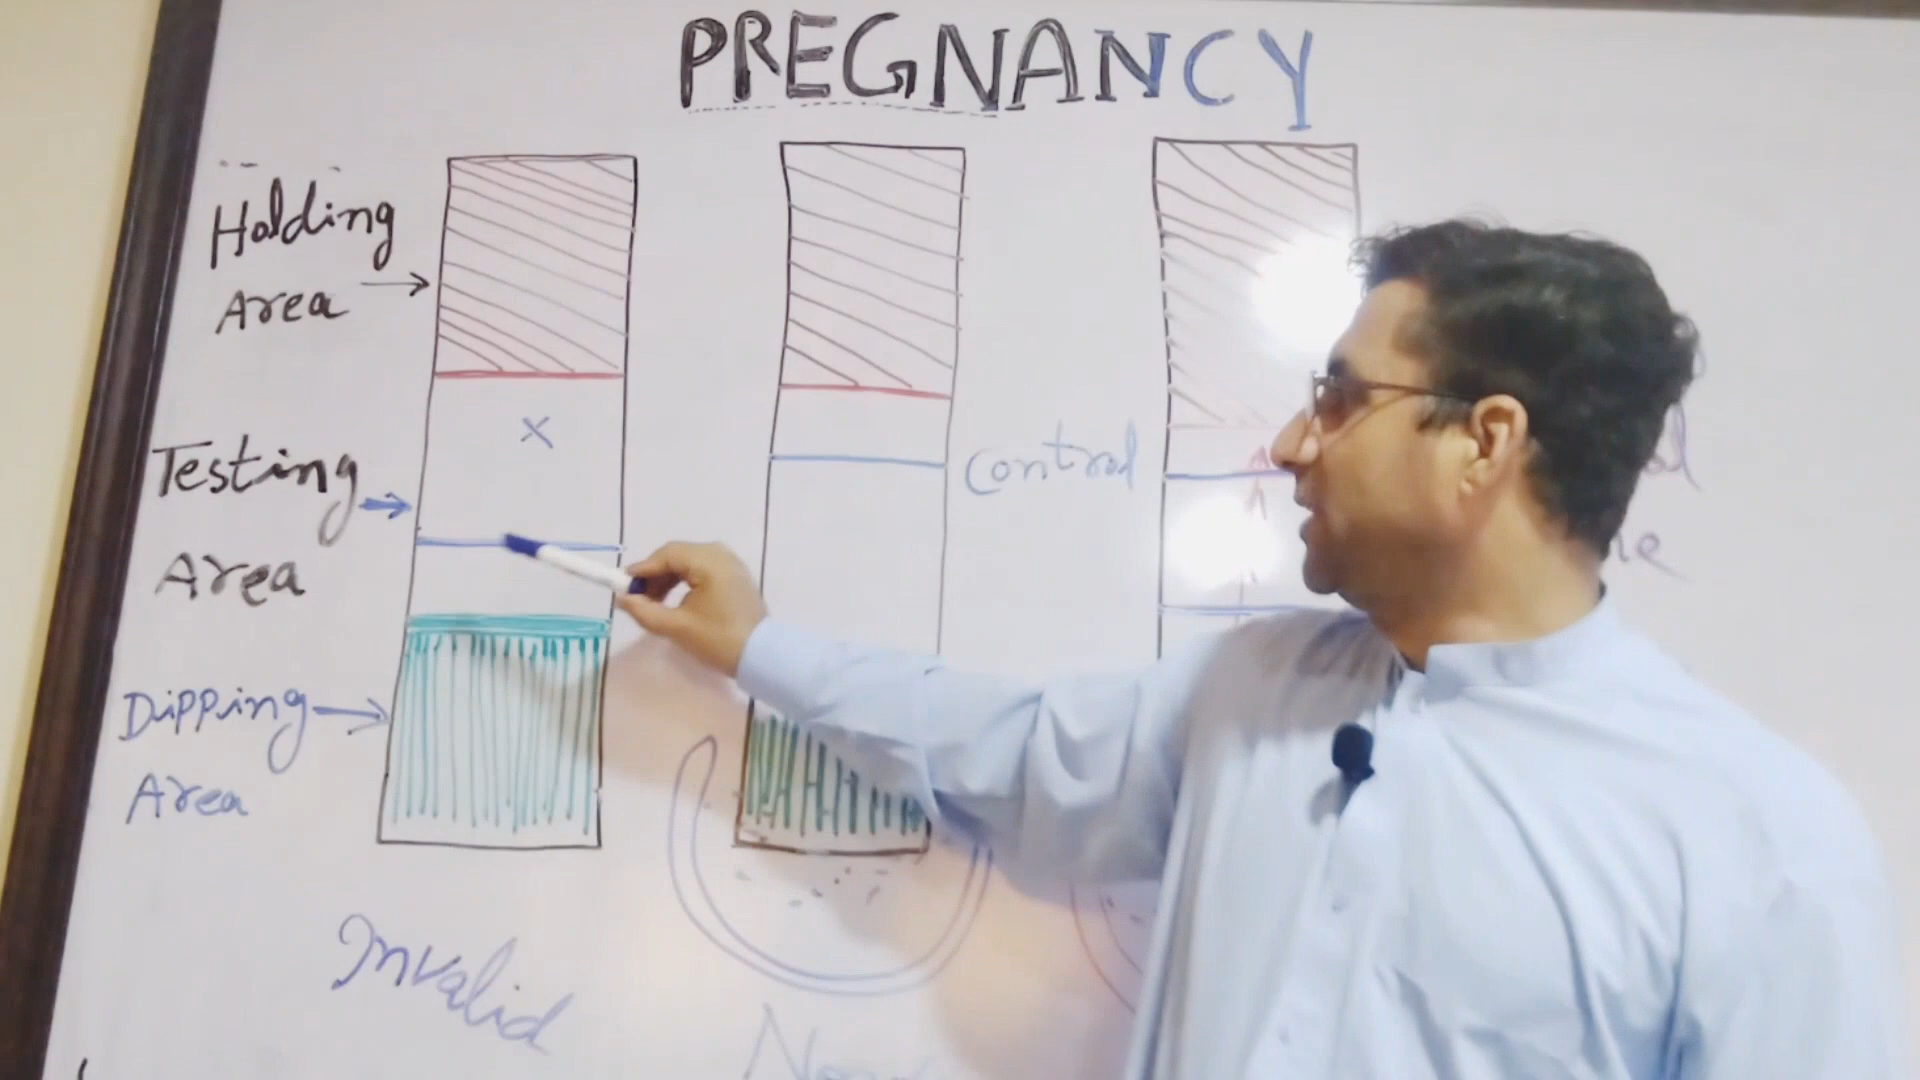 PREGNANCY
Holding
Area
Testing
Area
Control
Dipping
Area
Invalid